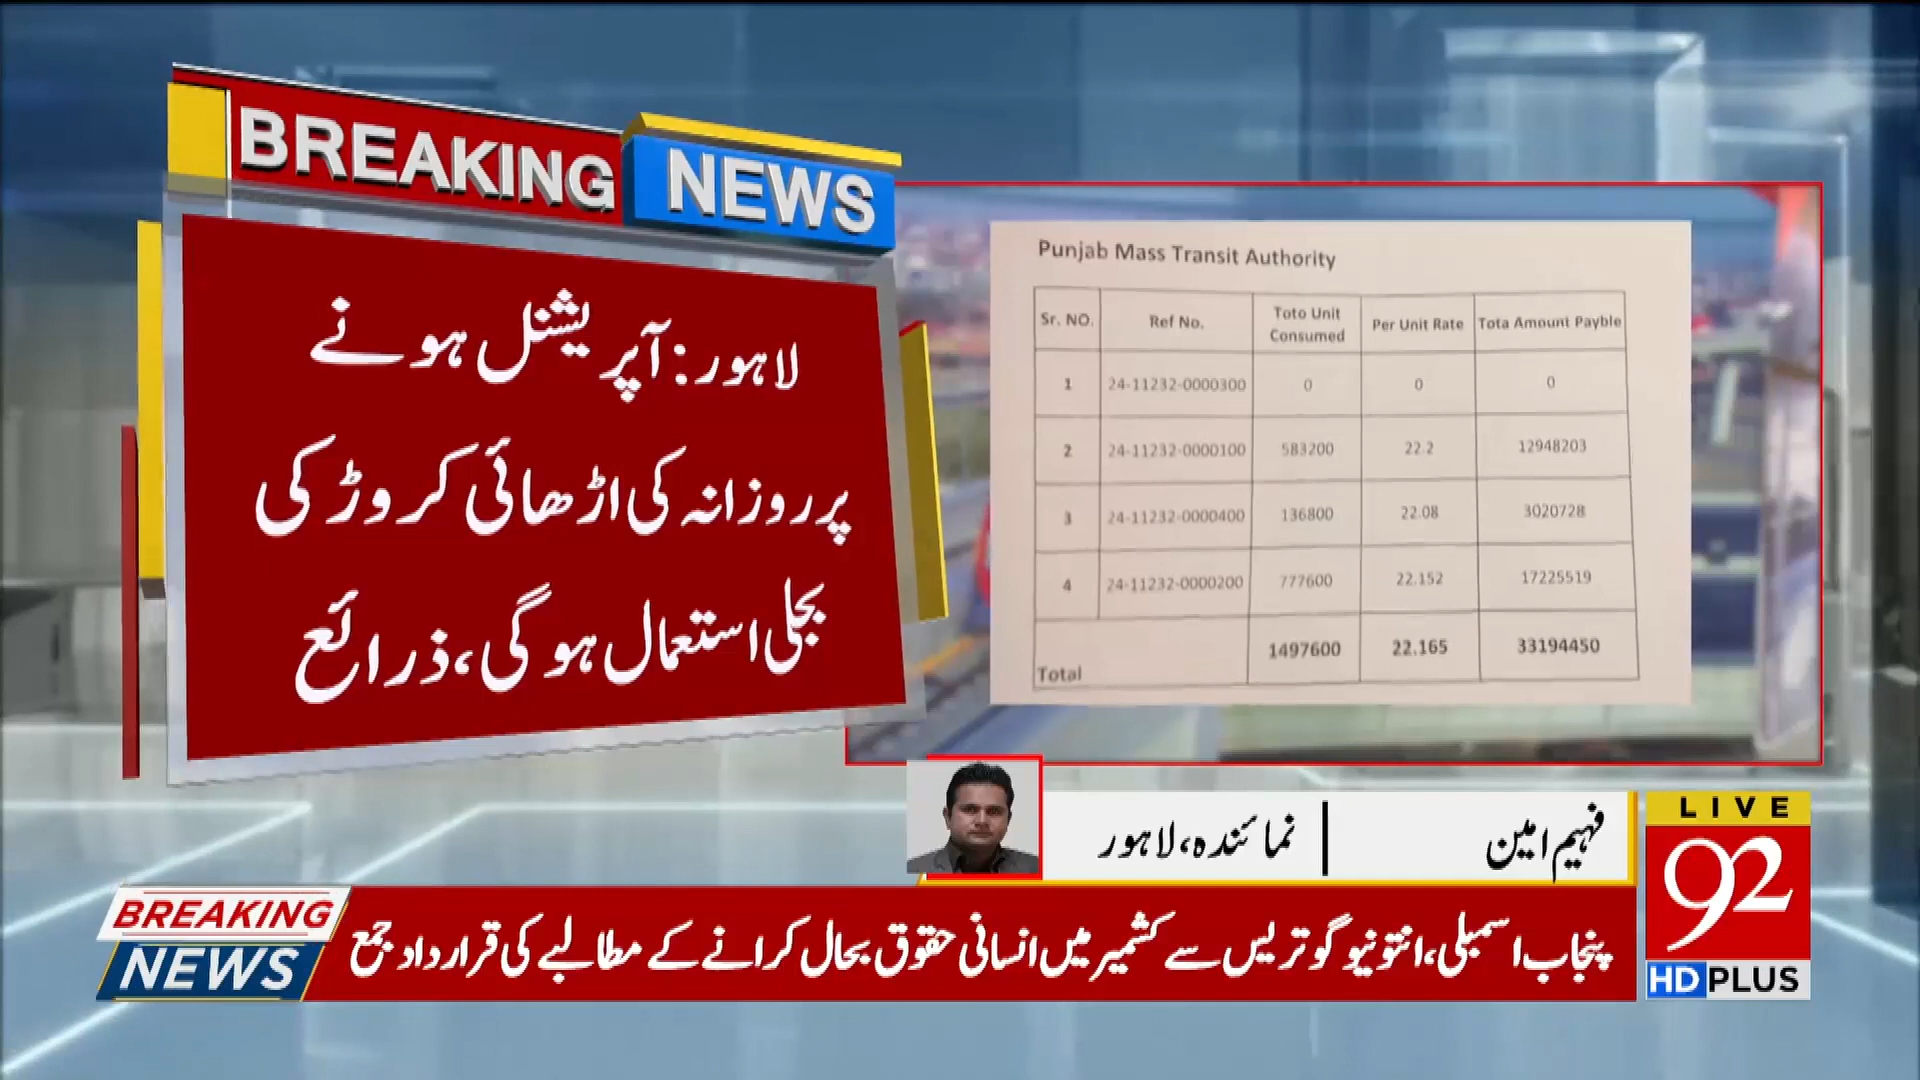 BREAKING NEWS
لاہور: آپریشنل ہونے
پر روزانہ کی اڑھائی کروڑ کی
بجلی استعمال ہوگی، ذرائع
Punjab Mass Transit Authority
Sr. NO. Ref No. Toto Unit Consumed Per Unit Rate Tota Amount Payble
1 24-11232-0000300 0 0 0
2 24-11232-0000100 583200 22.2 12948203
3 24-11232-0000400 136800 22.08 3020728
4 24-11232-0000200 777600 22.152 17225519
Total 1497600 22.165 33194450
فہیم امین | نمائندہ، لاہور
LIVE
92
HD PLUS
BREAKING
NEWS
پنجاب اسمبلی، انتونیو گوتریس سے کشمیر میں انسانی حقوق بحال کرانے کے مطالبے کی قرارداد جمع